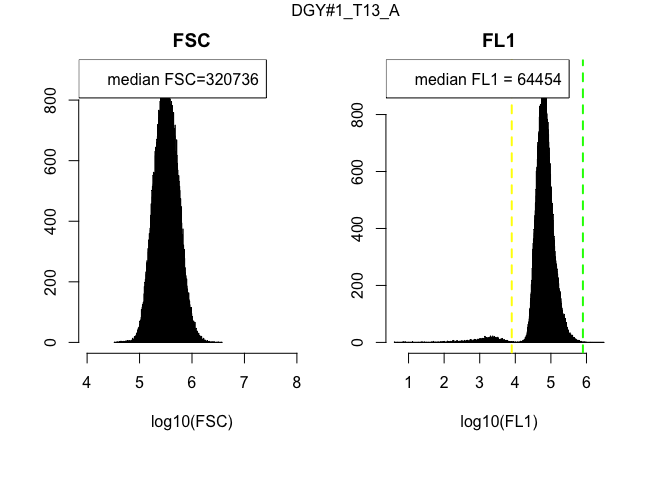 DGY#1_T13_A
FSC
median FSC=320736
0
200
400
600
800
4 5 6 7 8
log10(FSC)
FL1
median FL1 = 64454
0
200
400
600
800
1 2 3 4 5 6
log10(FL1)